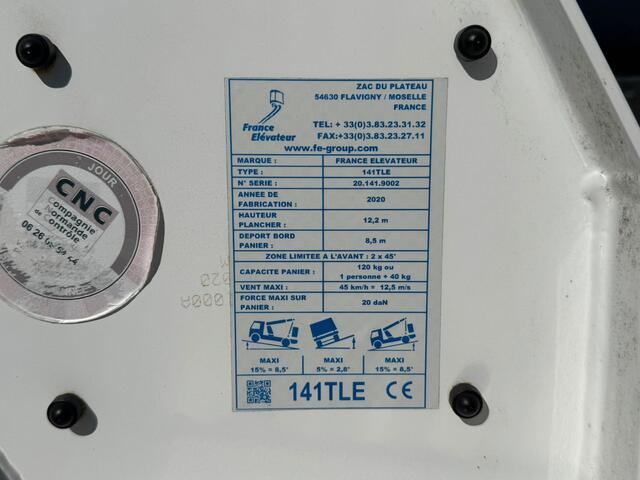 ZAC DU PLATEAU
54630 FLAVIGNY / MOSELLE
FRANCE
TEL: + 33(0)3.83.23.31.32
FAX:+33(0)3.83.23.27.11
France
Elévateur
www.fe-group.com
MARQUE : FRANCE ELEVATEUR
TYPE : 141TLE
N° SERIE : 20.141.9002
ANNEE DE
FABRICATION : 2020
HAUTEUR
PLANCHER : 12,2 m
DEPORT BORD
PANIER : 8,5 m
ZONE LIMITEE A L'AVANT : 2 x 45°
CAPACITE PANIER : 120 kg ou
1 personne + 40 kg
VENT MAXI : 45 km/h = 12,5 m/s
FORCE MAXI SUR
PANIER : 20 daN
MAXI MAXI MAXI
15% = 8,5° 5% = 2,8° 15% = 8,5°
141TLE CE
JOUR
CNC
Compagnie
Normande
de Contrôle
06 26